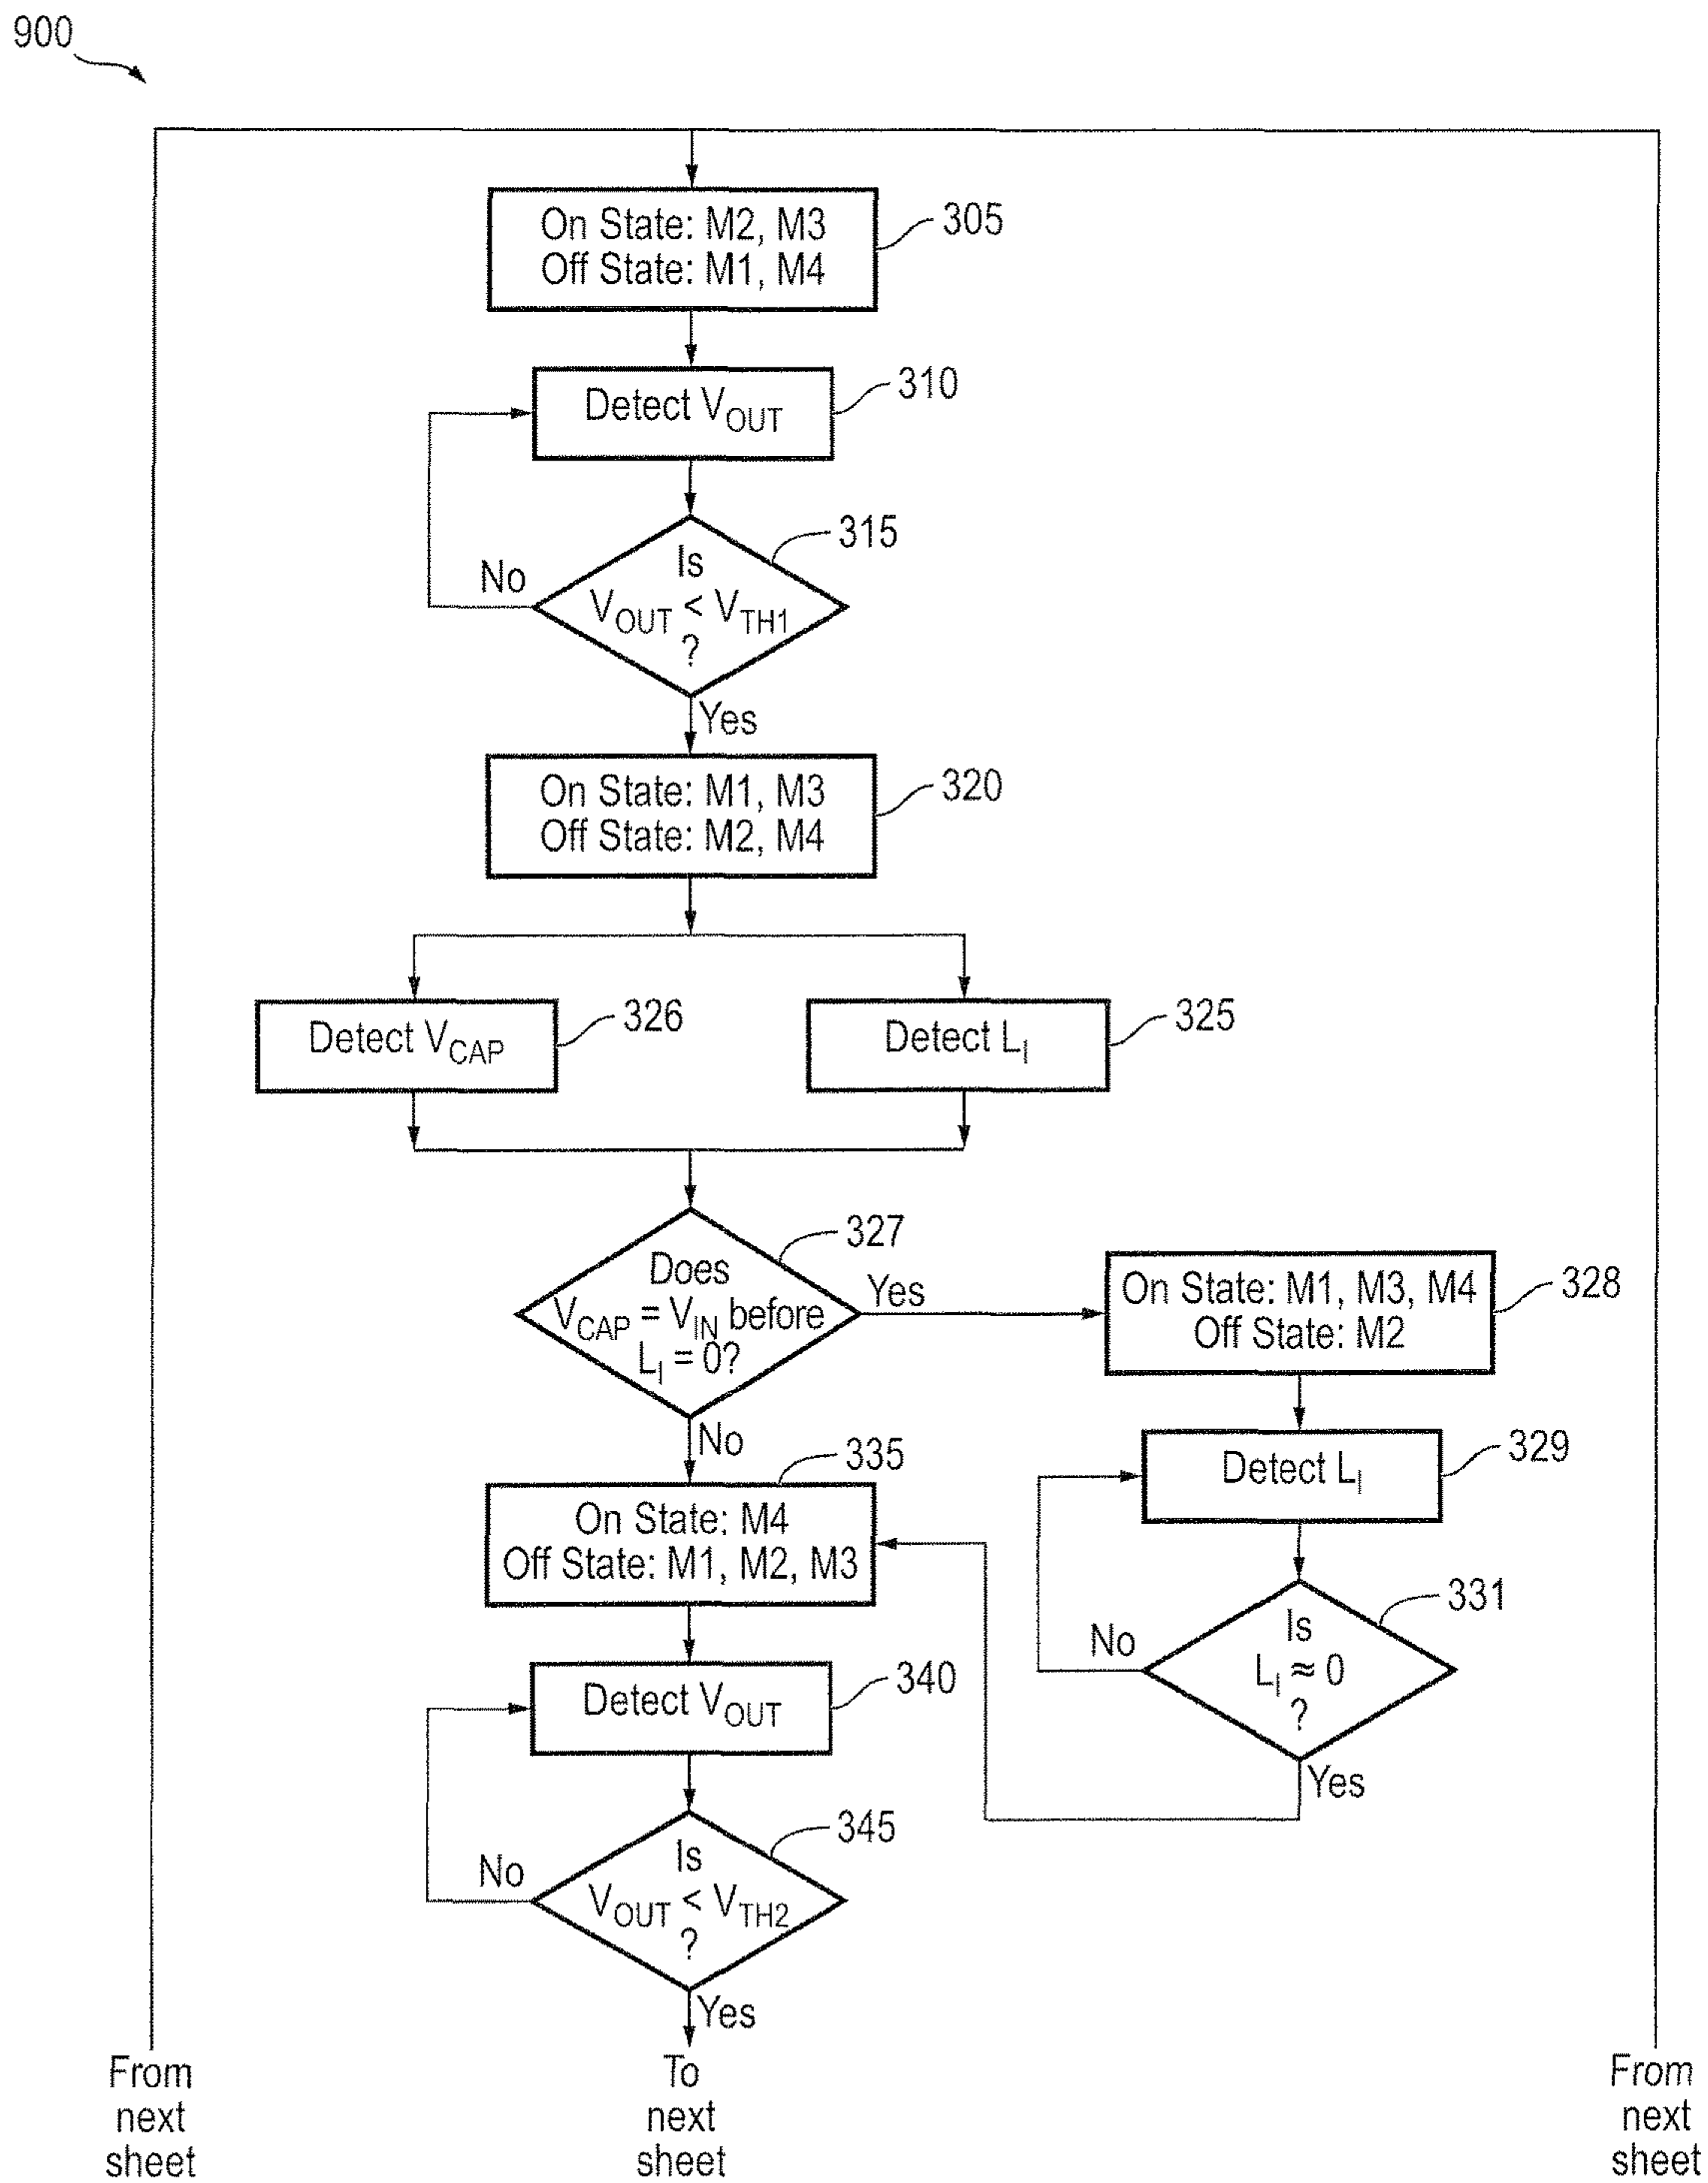 900
On State: M2, M3
Off State: M1, M4
305
Detect VOUT
310
Is
VOUT < VTH1
?
315
No
Yes
On State: M1, M3
Off State: M2, M4
320
Detect VCAP
326
Detect LI
325
Does
VCAP = VIN before
LI = 0?
327
Yes
No
On State: M1, M3, M4
Off State: M2
328
Detect LI
329
Is
LI ≈ 0
?
331
No
Yes
On State: M4
Off State: M1, M2, M3
335
Detect VOUT
340
Is
VOUT < VTH2
?
345
No
Yes
From
next
sheet
To
next
sheet
From
next
sheet